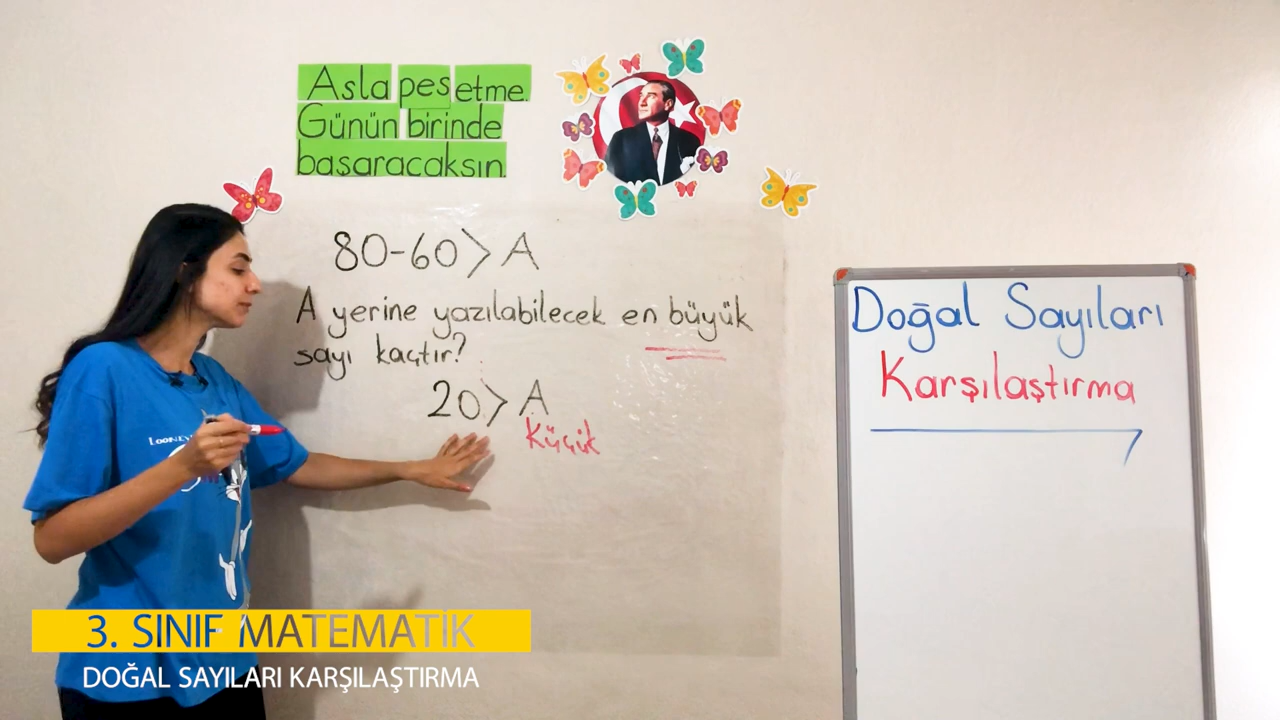 Asla pes etme.
Günün birinde
başaracaksın.
80-60>A
A yerine yazılabilecek en büyük
sayı kaçtır?
20>A
Küçük
Doğal Sayıları
Karşılaştırma
3. SINIF MATEMATİK
DOĞAL SAYILARI KARŞILAŞTIRMA